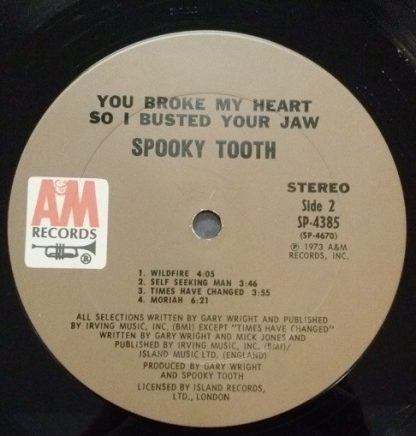 YOU BROKE MY HEART
SO I BUSTED YOUR JAW
SPOOKY TOOTH
A&M
RECORDS
®
STEREO
Side 2
SP-4385
(SP-4670)
℗ 1973 A&M
RECORDS, INC.
1. WILDFIRE 4:05
2. SELF SEEKING MAN 3:46
3. TIMES HAVE CHANGED 3:55
4. MORIAH 6:21
ALL SELECTIONS WRITTEN BY GARY WRIGHT AND PUBLISHED
BY IRVING MUSIC, INC. (BMI) EXCEPT "TIMES HAVE CHANGED"
WRITTEN BY GARY WRIGHT AND MICK JONES AND
PUBLISHED BY IRVING MUSIC, INC. (BMI)/
ISLAND MUSIC LTD. (ENGLAND)
PRODUCED BY GARY WRIGHT
AND SPOOKY TOOTH
LICENSED BY ISLAND RECORDS,
LTD., LONDON